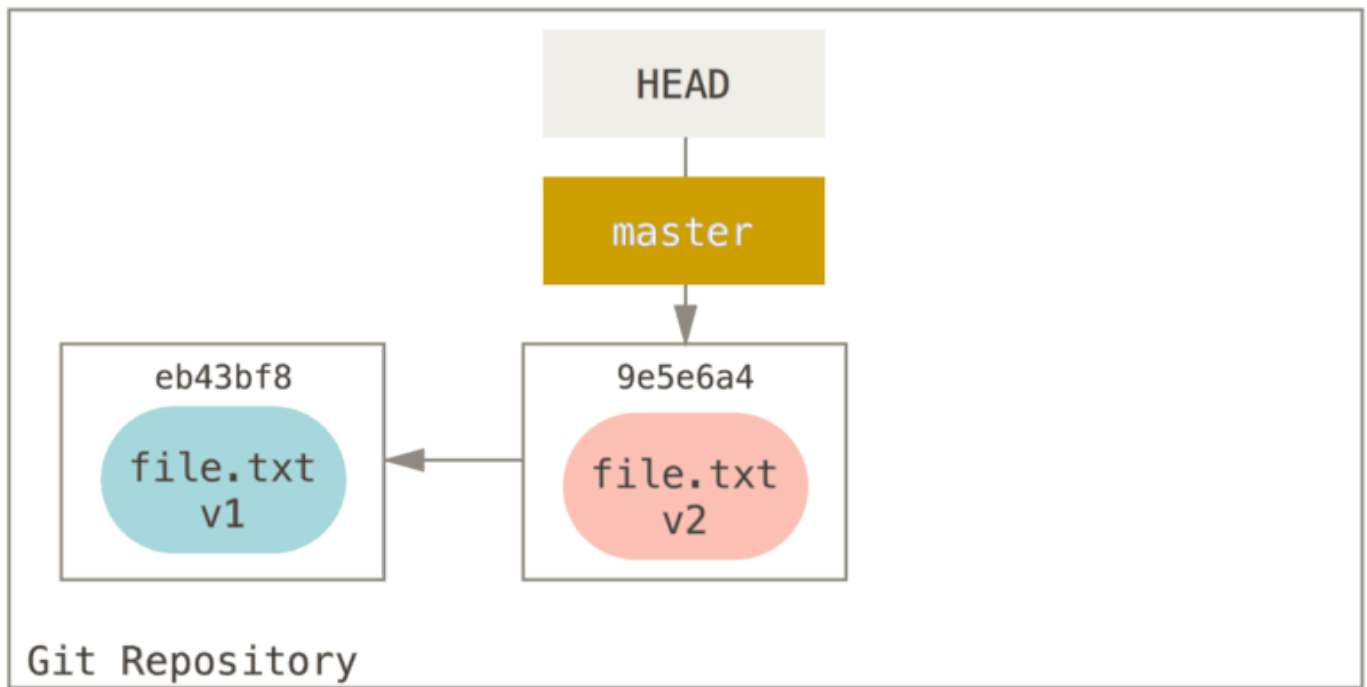 HEAD
master
eb43bf8
file.txt
v1
9e5e6a4
file.txt
v2
Git Repository